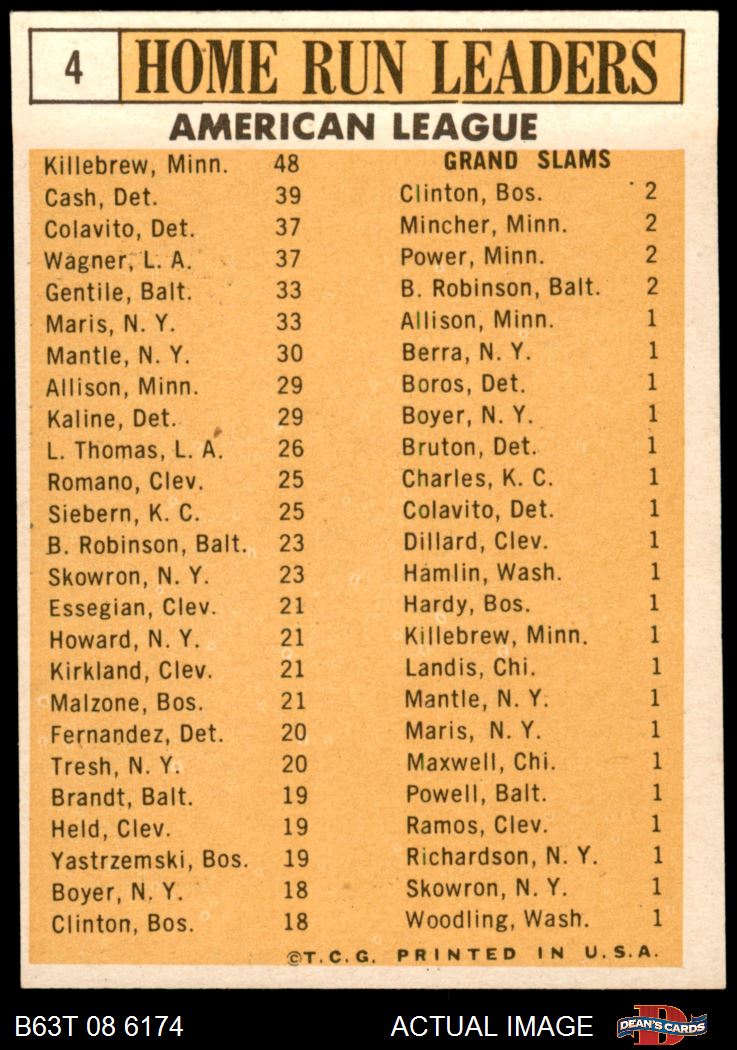 4 HOME RUN LEADERS
AMERICAN LEAGUE
Killebrew, Minn. 48
Cash, Det. 39
Colavito, Det. 37
Wagner, L. A. 37
Gentile, Balt. 33
Maris, N. Y. 33
Mantle, N. Y. 30
Allison, Minn. 29
Kaline, Det. 29
L. Thomas, L. A. 26
Romano, Clev. 25
Siebern, K. C. 25
B. Robinson, Balt. 23
Skowron, N. Y. 23
Essegian, Clev. 21
Howard, N. Y. 21
Kirkland, Clev. 21
Malzone, Bos. 21
Fernandez, Det. 20
Tresh, N. Y. 20
Brandt, Balt. 19
Held, Clev. 19
Yastrzemski, Bos. 19
Boyer, N. Y. 18
Clinton, Bos. 18
GRAND SLAMS
Clinton, Bos. 2
Mincher, Minn. 2
Power, Minn. 2
B. Robinson, Balt. 2
Allison, Minn. 1
Berra, N. Y. 1
Boros, Det. 1
Boyer, N. Y. 1
Bruton, Det. 1
Charles, K. C. 1
Colavito, Det. 1
Dillard, Clev. 1
Hamlin, Wash. 1
Hardy, Bos. 1
Killebrew, Minn. 1
Landis, Chi. 1
Mantle, N. Y. 1
Maris, N. Y. 1
Maxwell, Chi. 1
Powell, Balt. 1
Ramos, Clev. 1
Richardson, N. Y. 1
Skowron, N. Y. 1
Woodling, Wash. 1
©T.C.G. PRINTED IN U.S.A.
B63T 08 6174 ACTUAL IMAGE
D
DEAN'S CARDS